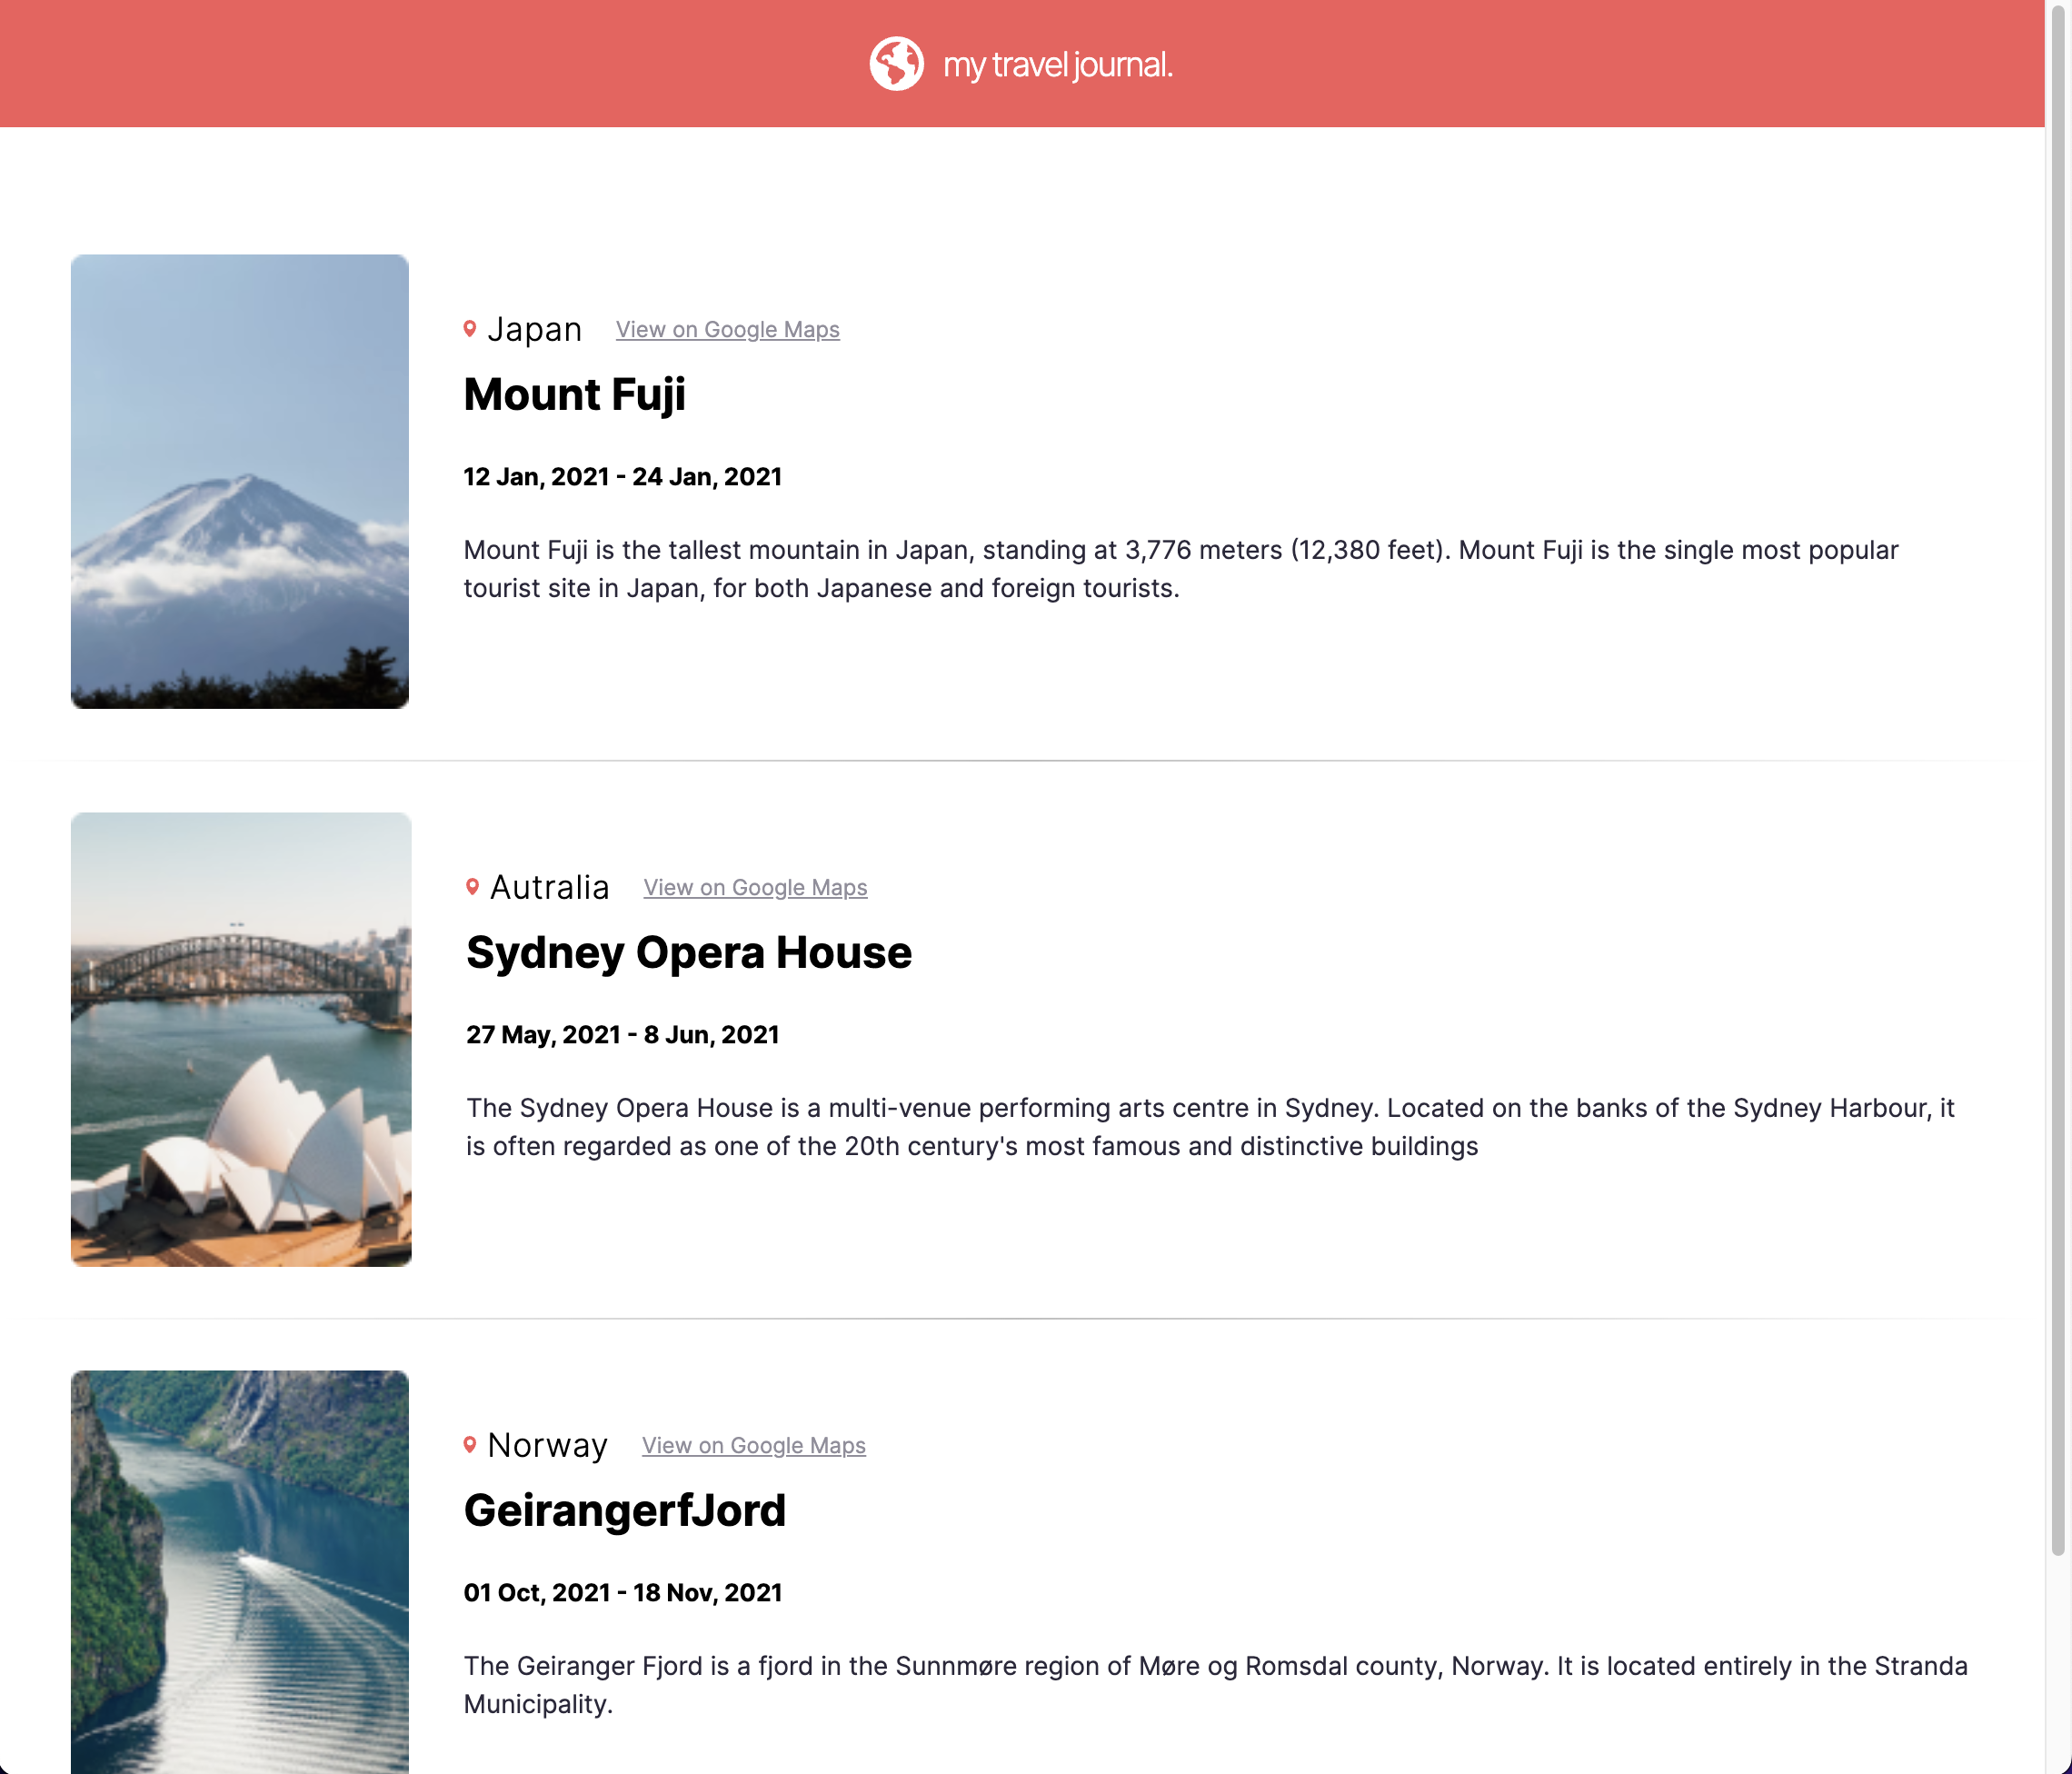 my travel journal.
Japan View on Google Maps
Mount Fuji
12 Jan, 2021 - 24 Jan, 2021
Mount Fuji is the tallest mountain in Japan, standing at 3,776 meters (12,380 feet). Mount Fuji is the single most popular
tourist site in Japan, for both Japanese and foreign tourists.
Autralia View on Google Maps
Sydney Opera House
27 May, 2021 - 8 Jun, 2021
The Sydney Opera House is a multi-venue performing arts centre in Sydney. Located on the banks of the Sydney Harbour, it
is often regarded as one of the 20th century's most famous and distinctive buildings
Norway View on Google Maps
GeirangerfJord
01 Oct, 2021 - 18 Nov, 2021
The Geiranger Fjord is a fjord in the Sunnmøre region of Møre og Romsdal county, Norway. It is located entirely in the Stranda
Municipality.